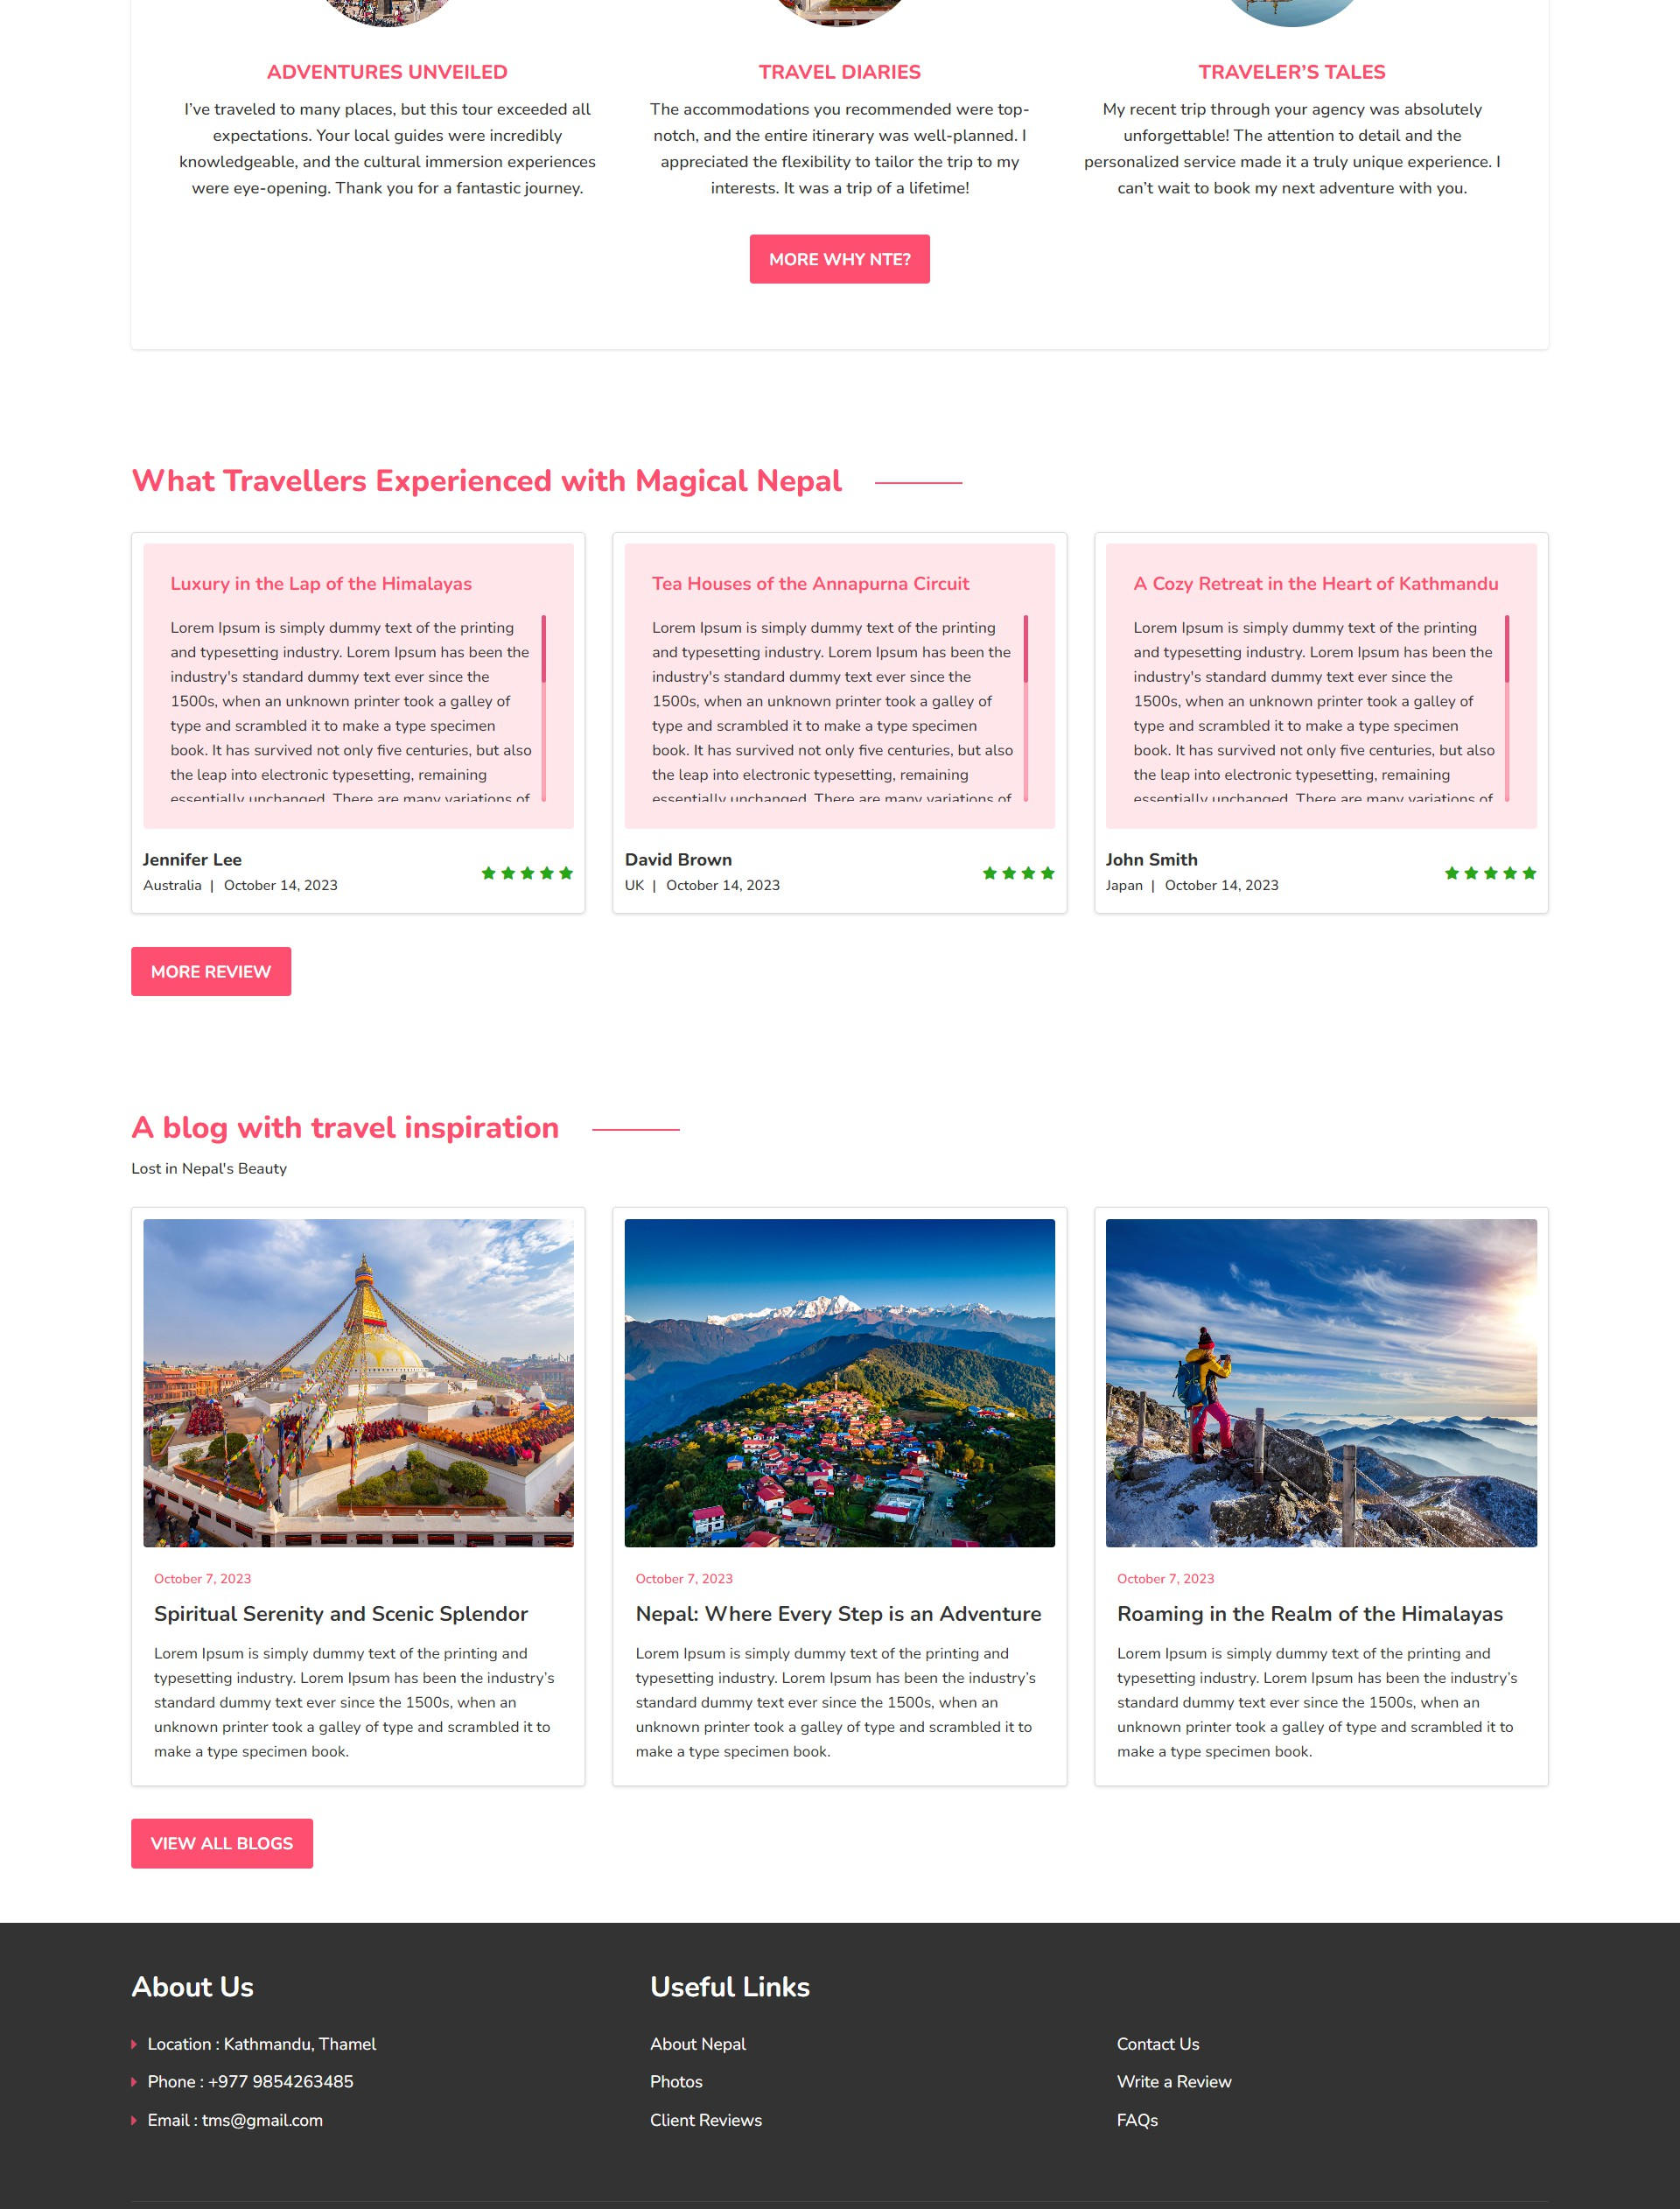 ADVENTURES UNVEILED
I’ve traveled to many places, but this tour exceeded all
expectations. Your local guides were incredibly
knowledgeable, and the cultural immersion experiences
were eye-opening. Thank you for a fantastic journey.
TRAVEL DIARIES
The accommodations you recommended were top-
notch, and the entire itinerary was well-planned. I
appreciated the flexibility to tailor the trip to my
interests. It was a trip of a lifetime!
TRAVELER’S TALES
My recent trip through your agency was absolutely
unforgettable! The attention to detail and the
personalized service made it a truly unique experience. I
can’t wait to book my next adventure with you.
MORE WHY NTE?
What Travellers Experienced with Magical Nepal
Luxury in the Lap of the Himalayas
Lorem Ipsum is simply dummy text of the printing
and typesetting industry. Lorem Ipsum has been the
industry's standard dummy text ever since the
1500s, when an unknown printer took a galley of
type and scrambled it to make a type specimen
book. It has survived not only five centuries, but also
the leap into electronic typesetting, remaining
essentially unchanged. There are many variations of
Jennifer Lee
Australia | October 14, 2023
Tea Houses of the Annapurna Circuit
Lorem Ipsum is simply dummy text of the printing
and typesetting industry. Lorem Ipsum has been the
industry's standard dummy text ever since the
1500s, when an unknown printer took a galley of
type and scrambled it to make a type specimen
book. It has survived not only five centuries, but also
the leap into electronic typesetting, remaining
essentially unchanged. There are many variations of
David Brown
UK | October 14, 2023
A Cozy Retreat in the Heart of Kathmandu
Lorem Ipsum is simply dummy text of the printing
and typesetting industry. Lorem Ipsum has been the
industry's standard dummy text ever since the
1500s, when an unknown printer took a galley of
type and scrambled it to make a type specimen
book. It has survived not only five centuries, but also
the leap into electronic typesetting, remaining
essentially unchanged. There are many variations of
John Smith
Japan | October 14, 2023
MORE REVIEW
A blog with travel inspiration
Lost in Nepal's Beauty
October 7, 2023
Spiritual Serenity and Scenic Splendor
Lorem Ipsum is simply dummy text of the printing and
typesetting industry. Lorem Ipsum has been the industry’s
standard dummy text ever since the 1500s, when an
unknown printer took a galley of type and scrambled it to
make a type specimen book.
October 7, 2023
Nepal: Where Every Step is an Adventure
Lorem Ipsum is simply dummy text of the printing and
typesetting industry. Lorem Ipsum has been the industry’s
standard dummy text ever since the 1500s, when an
unknown printer took a galley of type and scrambled it to
make a type specimen book.
October 7, 2023
Roaming in the Realm of the Himalayas
Lorem Ipsum is simply dummy text of the printing and
typesetting industry. Lorem Ipsum has been the industry’s
standard dummy text ever since the 1500s, when an
unknown printer took a galley of type and scrambled it to
make a type specimen book.
VIEW ALL BLOGS
About Us
Location : Kathmandu, Thamel
Phone : +977 9854263485
Email : tms@gmail.com
Useful Links
About Nepal
Photos
Client Reviews
Contact Us
Write a Review
FAQs